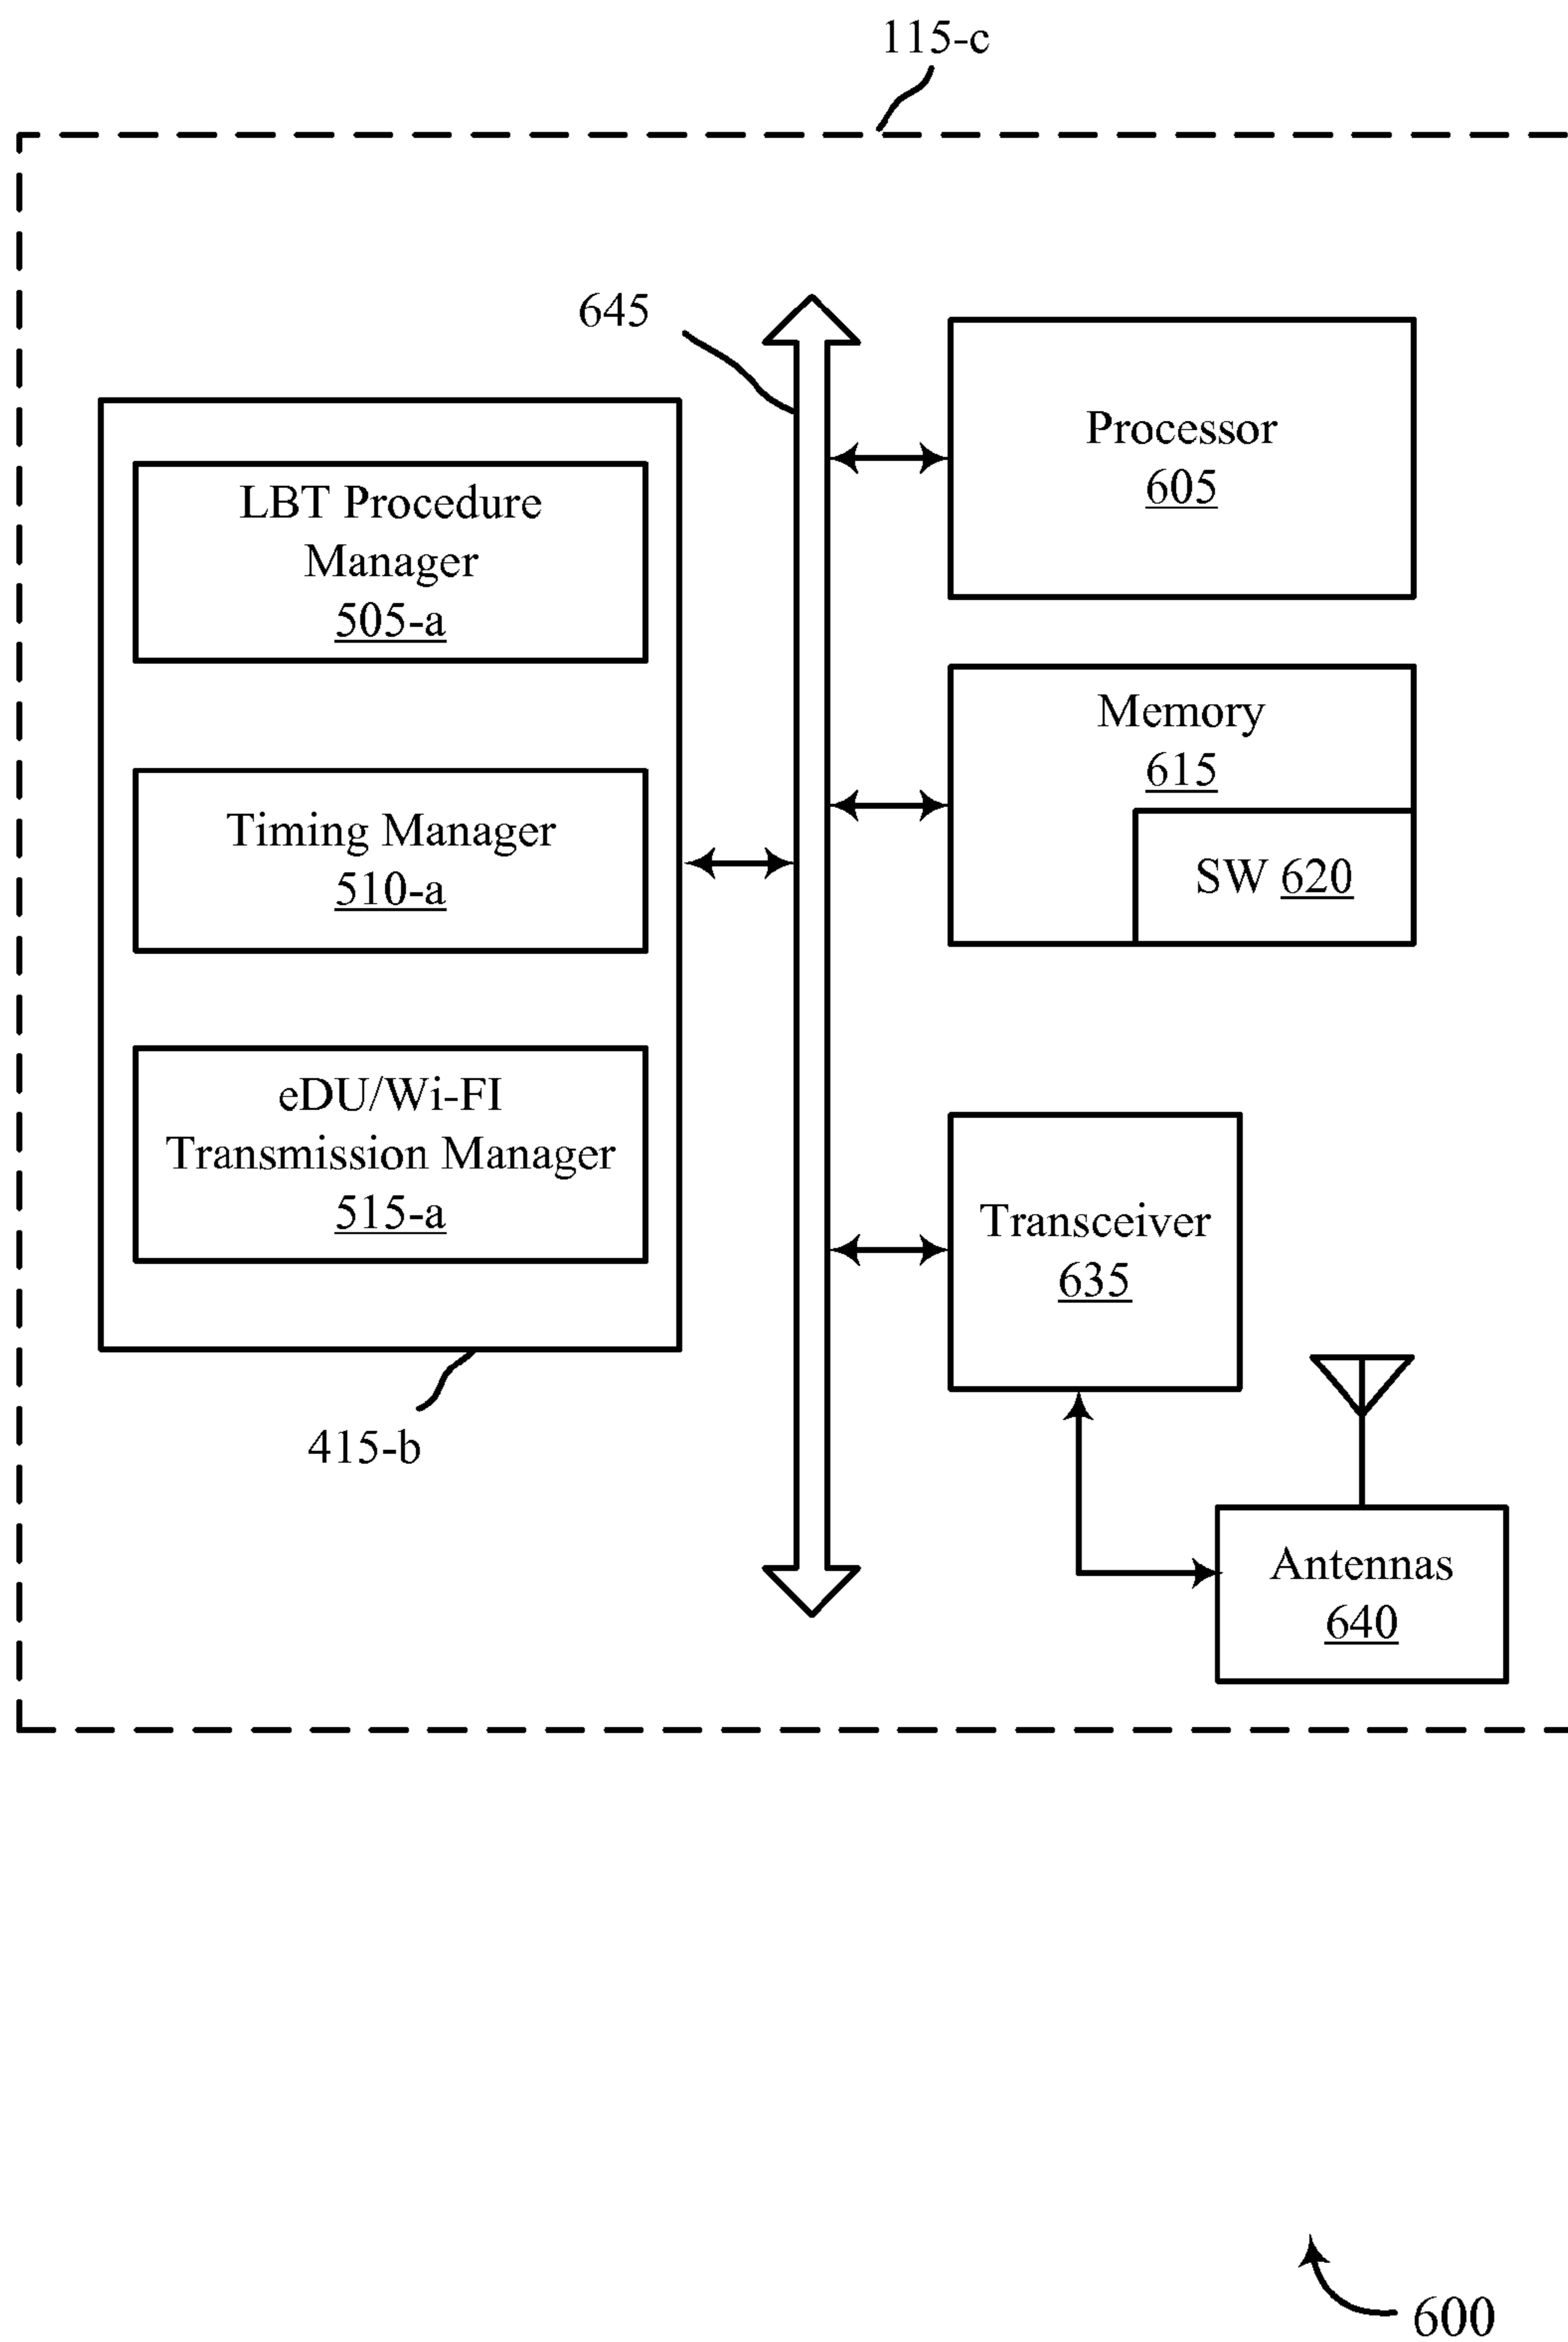 115-c
645
Processor
605
LBT Procedure
Manager
505-a
Memory
615
SW 620
Timing Manager
510-a
eDU/Wi-FI
Transmission Manager
515-a
Transceiver
635
415-b
Antennas
640
600